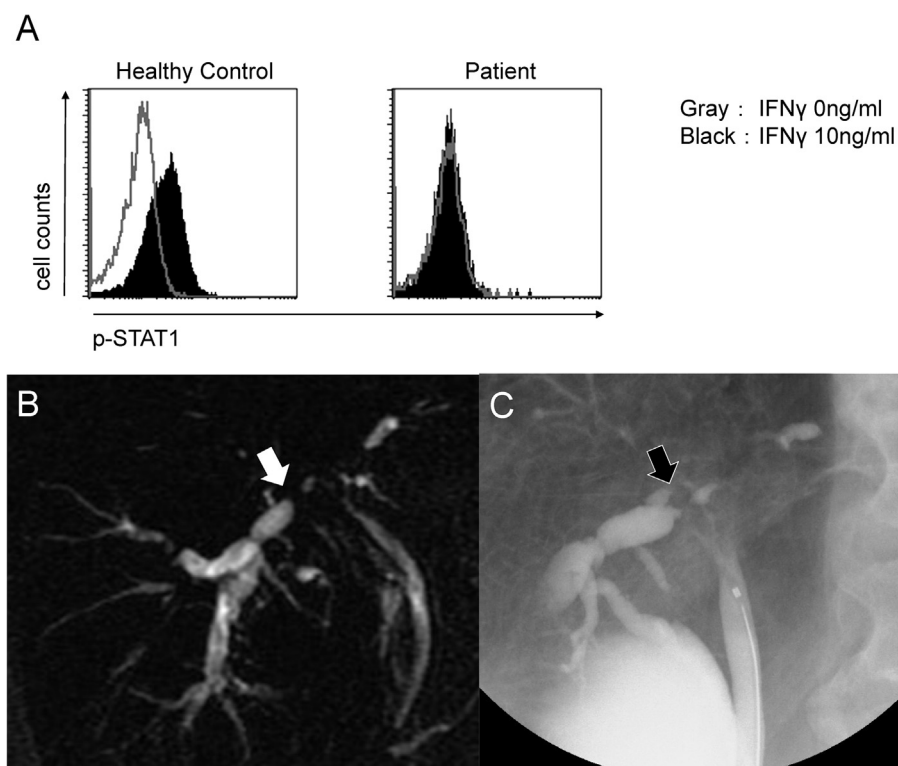 A
Healthy Control
Patient
Gray : IFNγ 0ng/ml
Black : IFNγ 10ng/ml
cell counts
p-STAT1
B
C